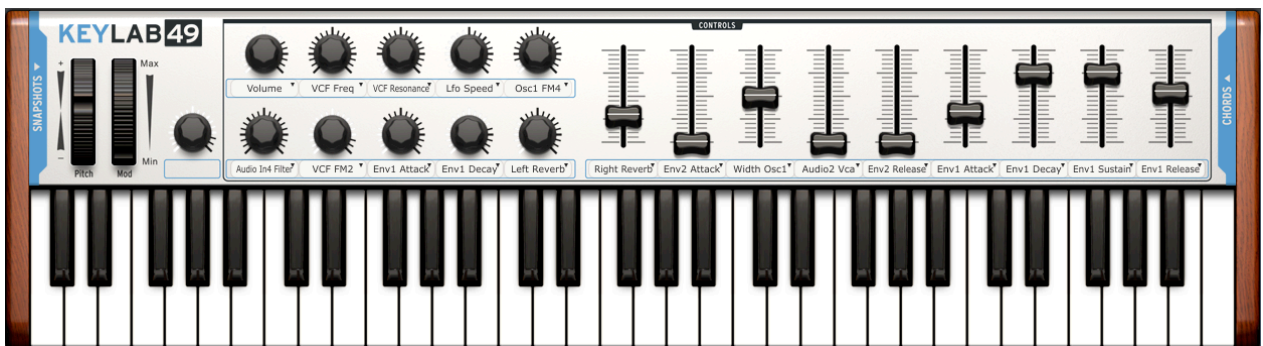 KEYLAB 49
CONTROLS
SNAPSHOTS
+
−
Max
Min
Pitch
Mod
Volume
VCF Freq
VCF Resonance
Lfo Speed
Osc1 FM4
Audio In4 Filter
VCF FM2
Env1 Attack
Env1 Decay
Left Reverb
Right Reverb
Env2 Attack
Width Osc1
Audio2 Vca
Env2 Release
Env1 Attack
Env1 Decay
Env1 Sustain
Env1 Release
CHORDS